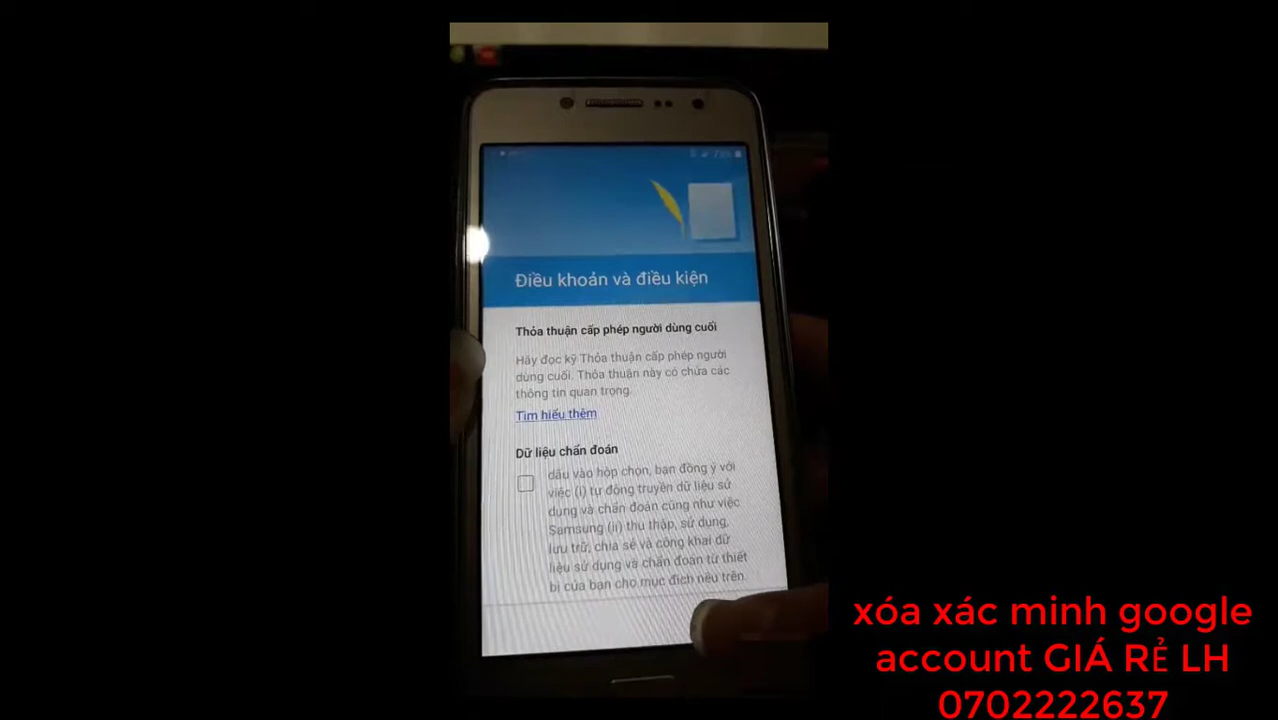 Điều khoản và điều kiện
Thỏa thuận cấp phép người dùng cuối
Hãy đọc kỹ Thỏa thuận cấp phép người
dùng cuối. Thỏa thuận này có chứa các
thông tin quan trọng.
Tìm hiểu thêm
Dữ liệu chẩn đoán
dấu vào hộp chọn, bạn đồng ý với
việc (i) tự động truyền dữ liệu sử
dụng và chẩn đoán cũng như việc
Samsung (ii) thu thập, sử dụng,
lưu trữ, chia sẻ và công khai dữ
liệu sử dụng và chẩn đoán từ thiết
bị của bạn cho mục đích nêu trên.
xóa xác minh google
account GIÁ RẺ LH
0702222637